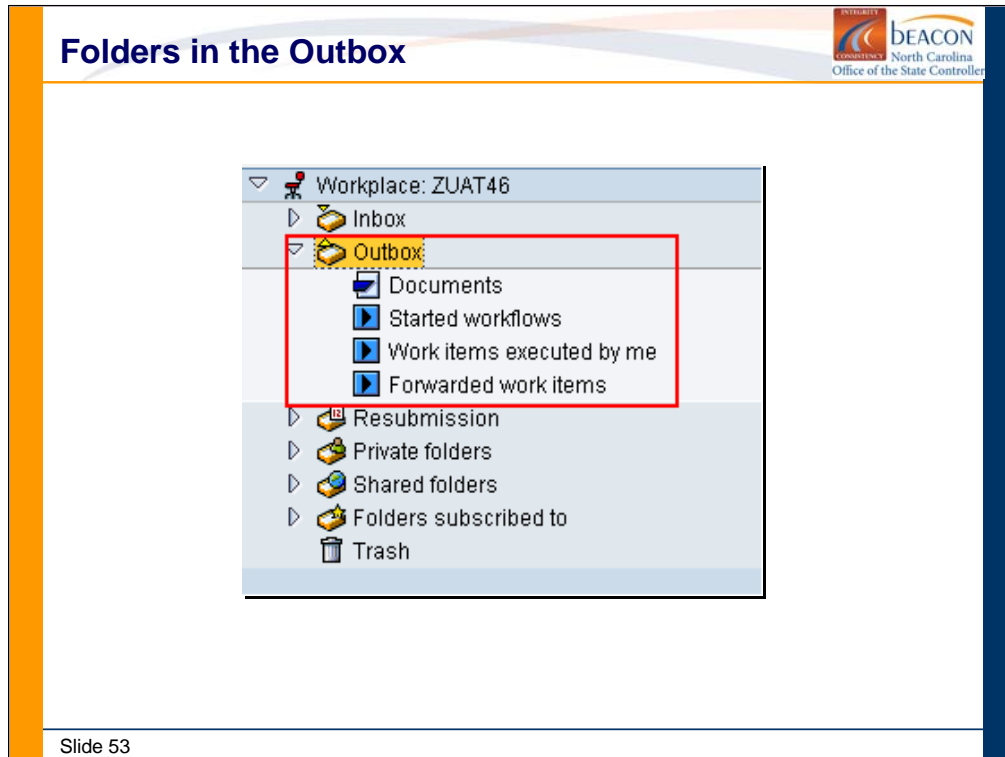 Folders in the Outbox
INTEGRITY
CONSISTENCY
bEACON
North Carolina
Office of the State Controller
Workplace: ZUAT46
Inbox
Outbox
Documents
Started workflows
Work items executed by me
Forwarded work items
Resubmission
Private folders
Shared folders
Folders subscribed to
Trash
Slide 53